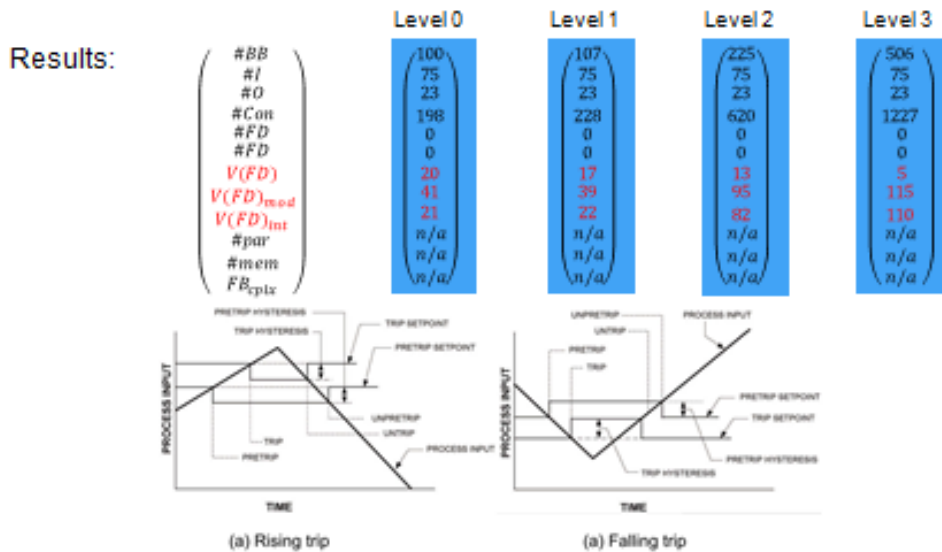 Level 0 Level 1 Level 2 Level 3
Results:
#BB 100 107 225 506
#I 75 75 75 75
#O 23 23 23 23
#Con 198 228 620 1227
#FD 0 0 0 0
#FD 0 0 0 0
V(FD) 20 17 13 5
V(FD)mod 41 39 95 115
V(FD)int 21 22 82 110
#par n/a n/a n/a n/a
#mem n/a n/a n/a n/a
FBcplx n/a n/a n/a n/a
PRETRIP HYSTERESIS
TRIP HYSTERESIS
TRIP SETPOINT
PRETRIP SETPOINT
PROCESS INPUT
UNPRETRIP
UNTRIP
TRIP
PRETRIP
PROCESS INPUT
TIME
(a) Rising trip
UNPRETRIP
PROCESS INPUT
UNTRIP
PRETRIP
TRIP
PROCESS INPUT
PRETRIP SETPOINT
TRIP SETPOINT
PRETRIP HYSTERESIS
TRIP HYSTERESIS
TIME
(a) Falling trip